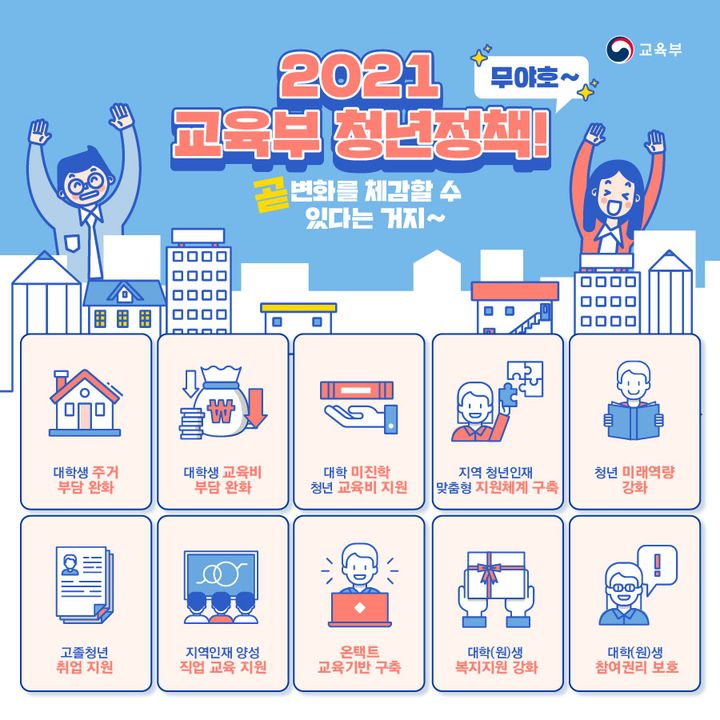 교육부
2021
무야호~
교육부 청년정책!
곧 변화를 체감할 수
있다는 거지~
₩
대학생 주거
부담 완화
대학생 교육비
부담 완화
대학 미진학
청년 교육비 지원
지역 청년인재
맞춤형 지원체계 구축
청년 미래역량
강화
고졸청년
취업 지원
지역인재 양성
직업 교육 지원
온택트
교육기반 구축
대학(원)생
복지지원 강화
!
대학(원)생
참여권리 보호